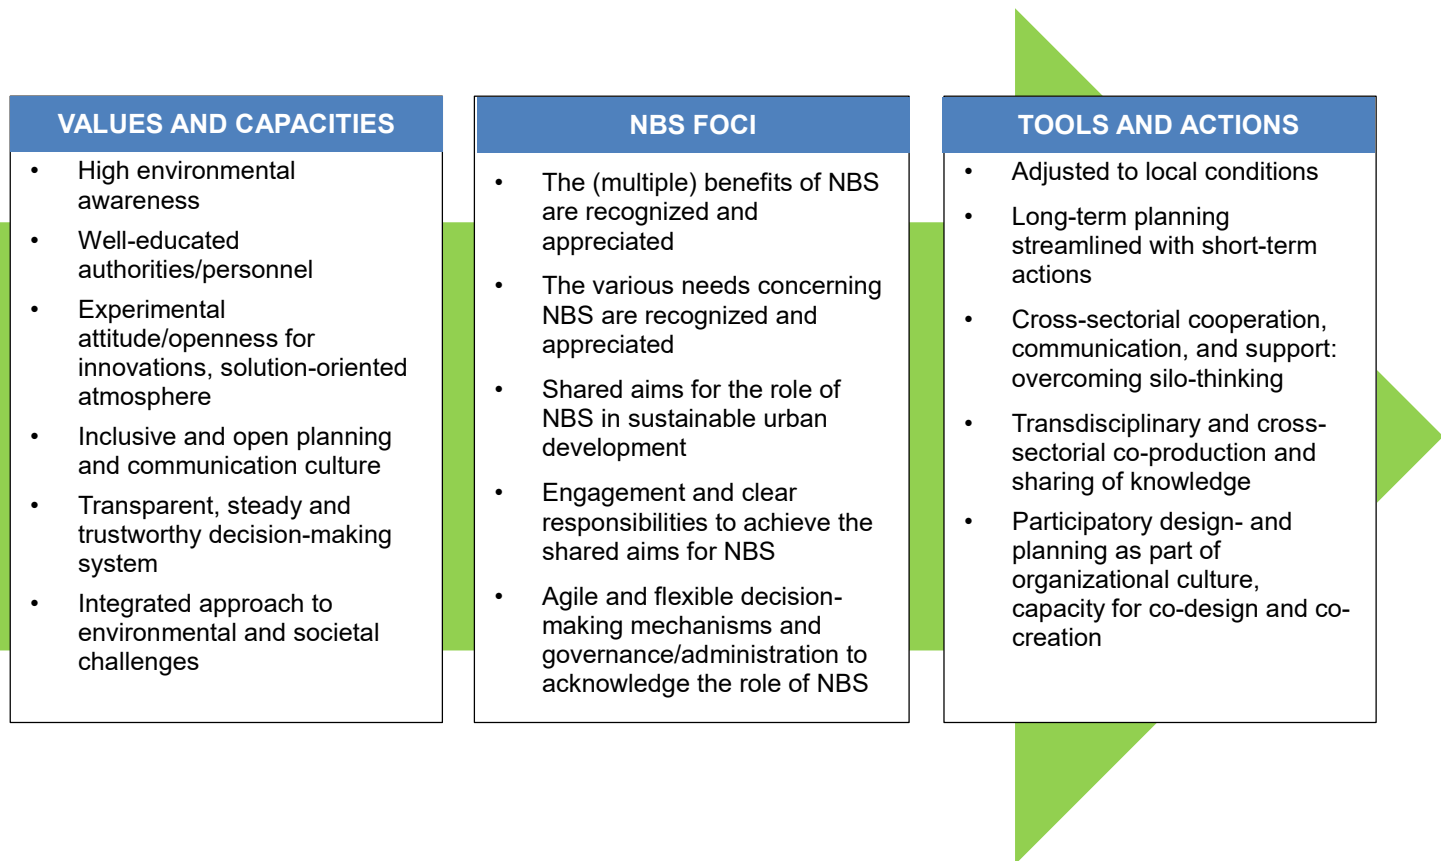 VALUES AND CAPACITIES
• High environmental
awareness
• Well-educated
authorities/personnel
• Experimental
attitude/openness for
innovations, solution-oriented
atmosphere
• Inclusive and open planning
and communication culture
• Transparent, steady and
trustworthy decision-making
system
• Integrated approach to
environmental and societal
challenges
NBS FOCI
• The (multiple) benefits of NBS
are recognized and
appreciated
• The various needs concerning
NBS are recognized and
appreciated
• Shared aims for the role of
NBS in sustainable urban
development
• Engagement and clear
responsibilities to achieve the
shared aims for NBS
• Agile and flexible decision-
making mechanisms and
governance/administration to
acknowledge the role of NBS
TOOLS AND ACTIONS
• Adjusted to local conditions
• Long-term planning
streamlined with short-term
actions
• Cross-sectorial cooperation,
communication, and support:
overcoming silo-thinking
• Transdisciplinary and cross-
sectorial co-production and
sharing of knowledge
• Participatory design- and
planning as part of
organizational culture,
capacity for co-design and co-
creation